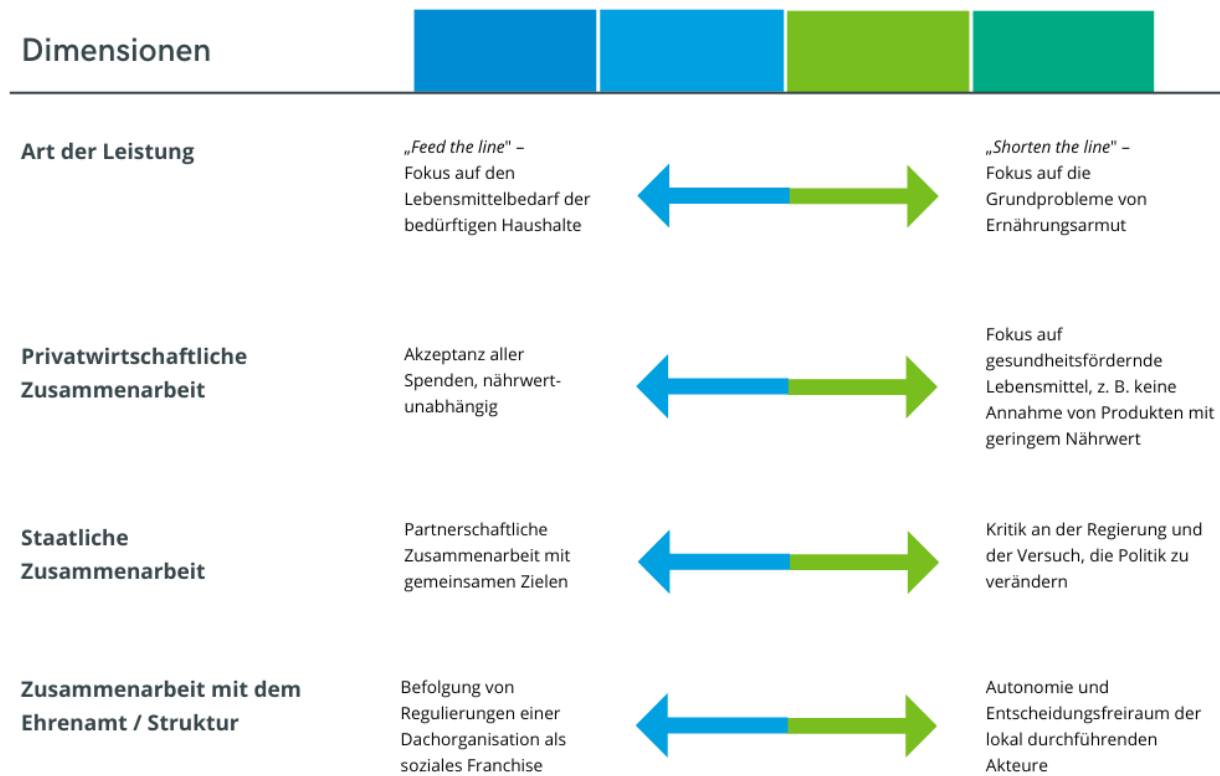 Dimensionen
Art der Leistung
„Feed the line" –
Fokus auf den
Lebensmittelbedarf der
bedürftigen Haushalte
„Shorten the line" –
Fokus auf die
Grundprobleme von
Ernährungsarmut
Privatwirtschaftliche
Zusammenarbeit
Akzeptanz aller
Spenden, nährwert-
unabhängig
Fokus auf
gesundheitsfördernde
Lebensmittel, z. B. keine
Annahme von Produkten mit
geringem Nährwert
Staatliche
Zusammenarbeit
Partnerschaftliche
Zusammenarbeit mit
gemeinsamen Zielen
Kritik an der Regierung und
der Versuch, die Politik zu
verändern
Zusammenarbeit mit dem
Ehrenamt / Struktur
Befolgung von
Regulierungen einer
Dachorganisation als
soziales Franchise
Autonomie und
Entscheidungsfreiraum der
lokal durchführenden
Akteure